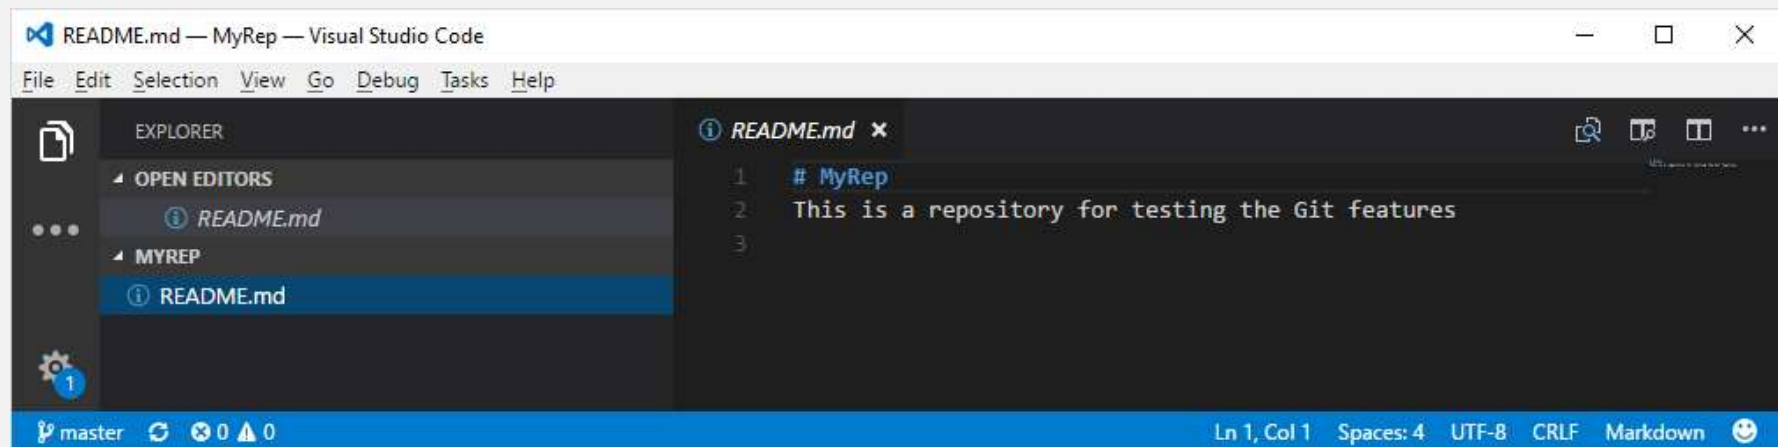 README.md — MyRep — Visual Studio Code
File Edit Selection View Go Debug Tasks Help
EXPLORER
OPEN EDITORS
README.md
MYREP
README.md
1
README.md
1 # MyRep
2 This is a repository for testing the Git features
3
master 0 0 Ln 1, Col 1 Spaces: 4 UTF-8 CRLF Markdown